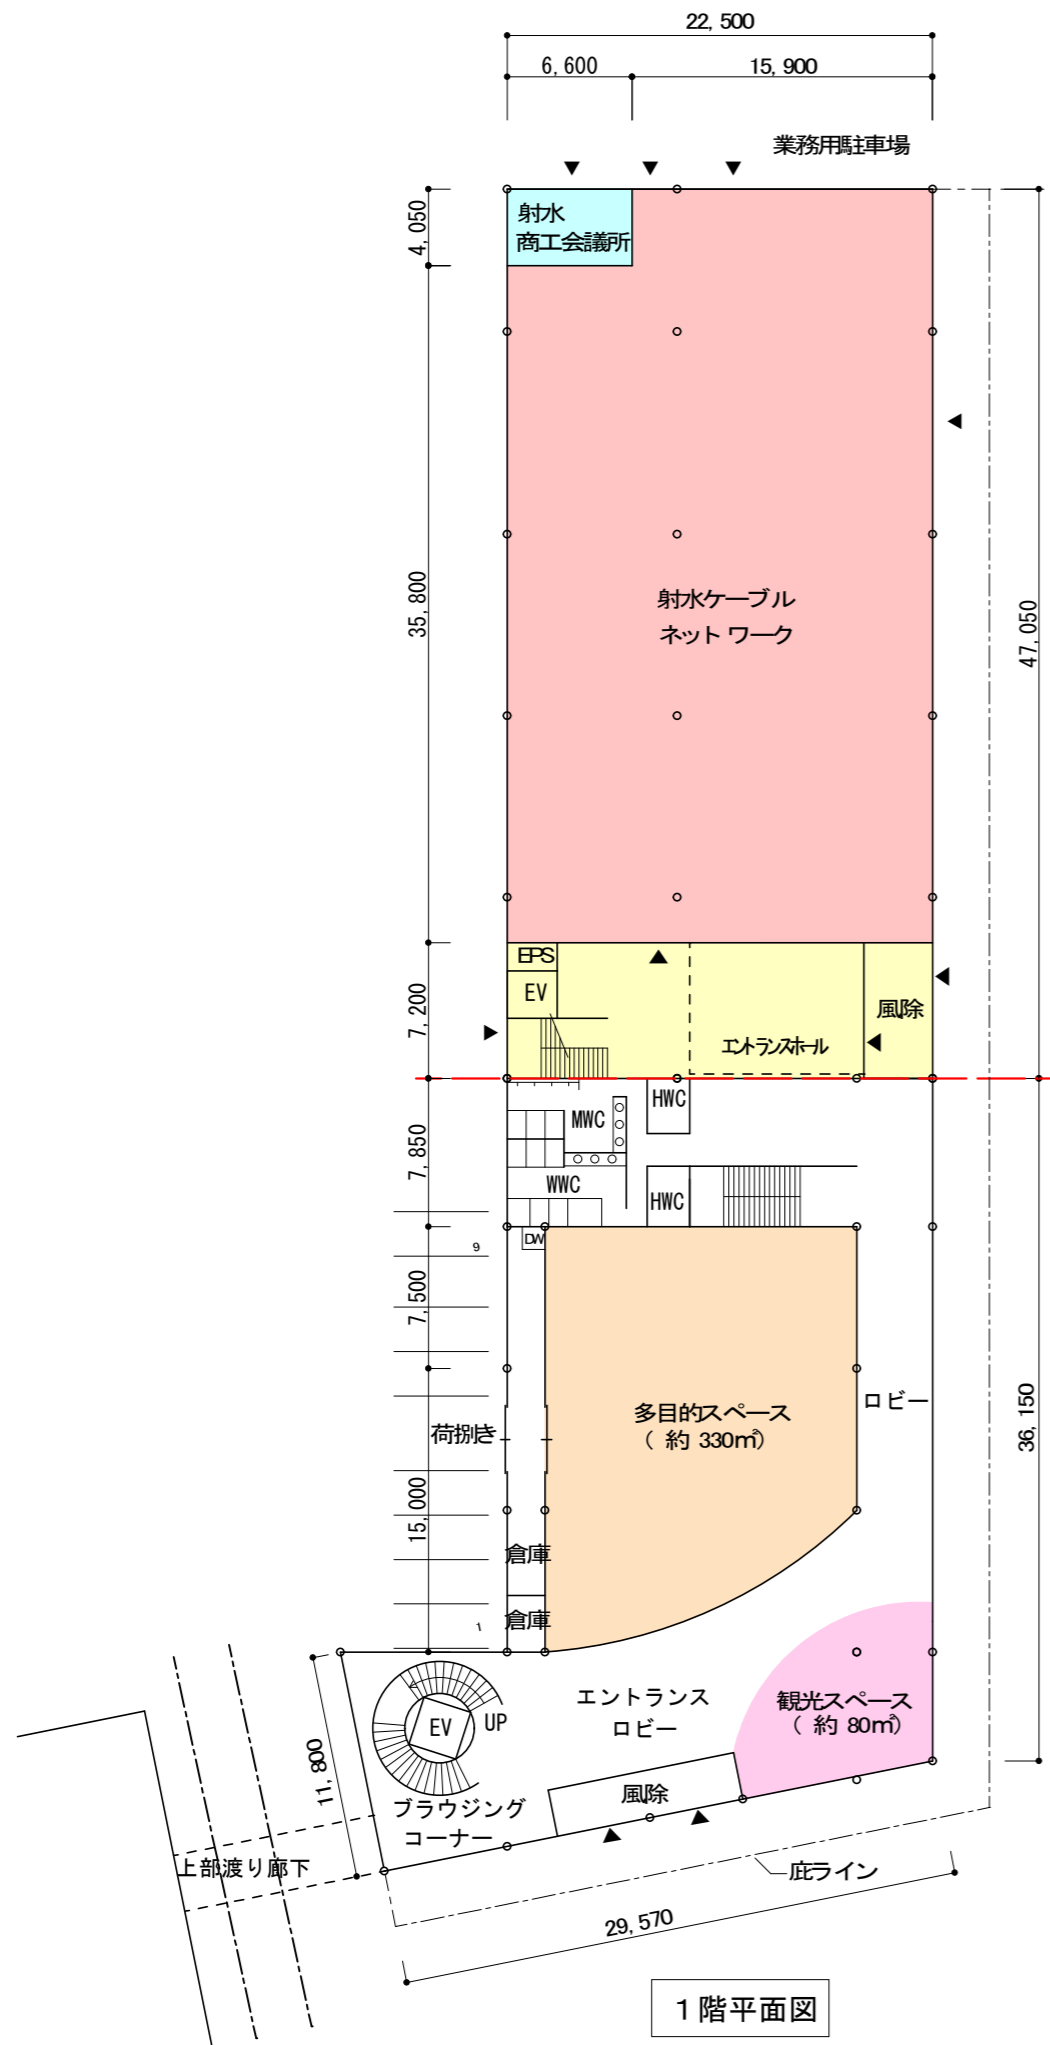 22,500
6,600
15,900
業務用駐車場
4,050
射水
商工会議所
35,800
射水ケーブル
ネットワーク
47,050
EPS
EV
7,200
風除
エントランスホール
HWC
MWC
7,850
WWC
HWC
DW
9
7,500
多目的スペース
(約 330㎡)
ロビー
36,150
荷捌き
15,000
倉庫
倉庫
1
エントランス
ロビー
観光スペース
(約 80㎡)
EV
UP
11,800
風除
ブラウジング
コーナー
上部渡り廊下
庇ライン
29,570
1階平面図